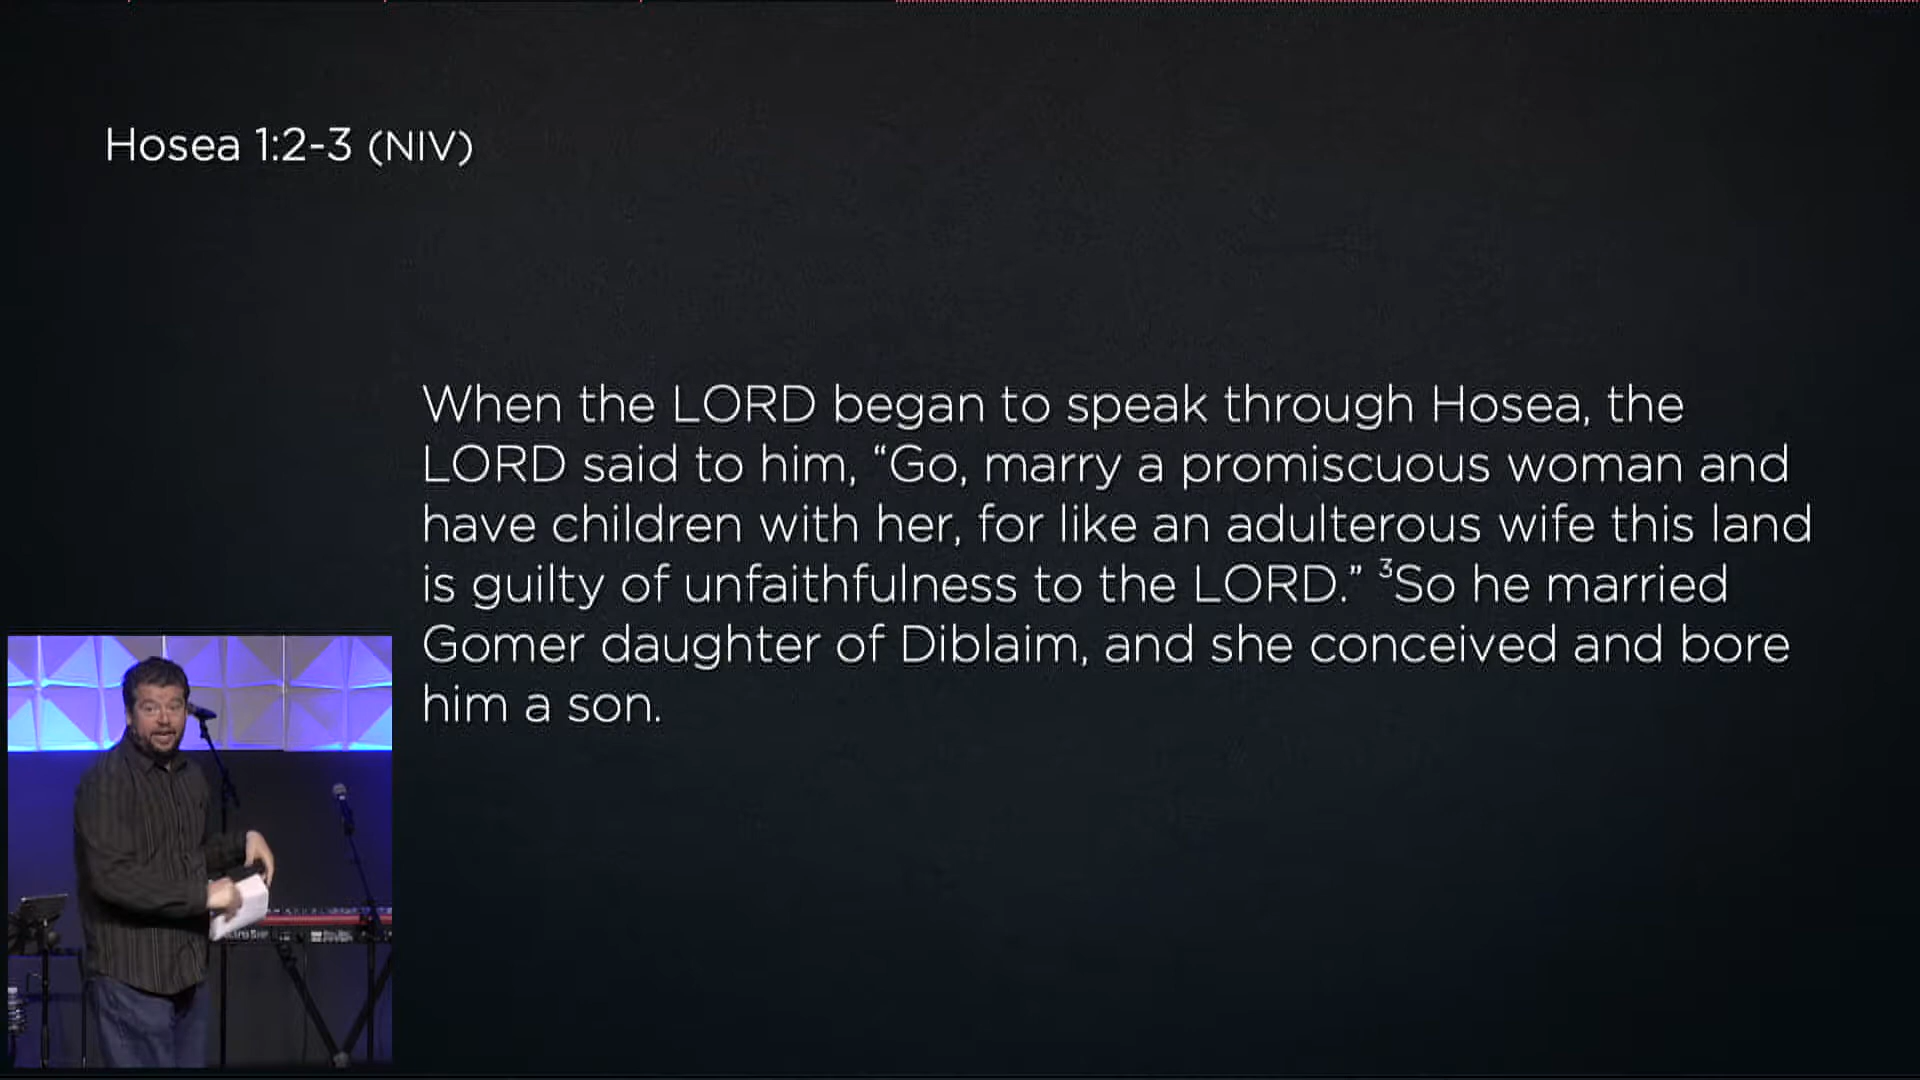 Hosea 1:2-3 (NIV)
When the LORD began to speak through Hosea, the
LORD said to him, “Go, marry a promiscuous woman and
have children with her, for like an adulterous wife this land
is guilty of unfaithfulness to the LORD.” ³So he married
Gomer daughter of Diblaim, and she conceived and bore
him a son.